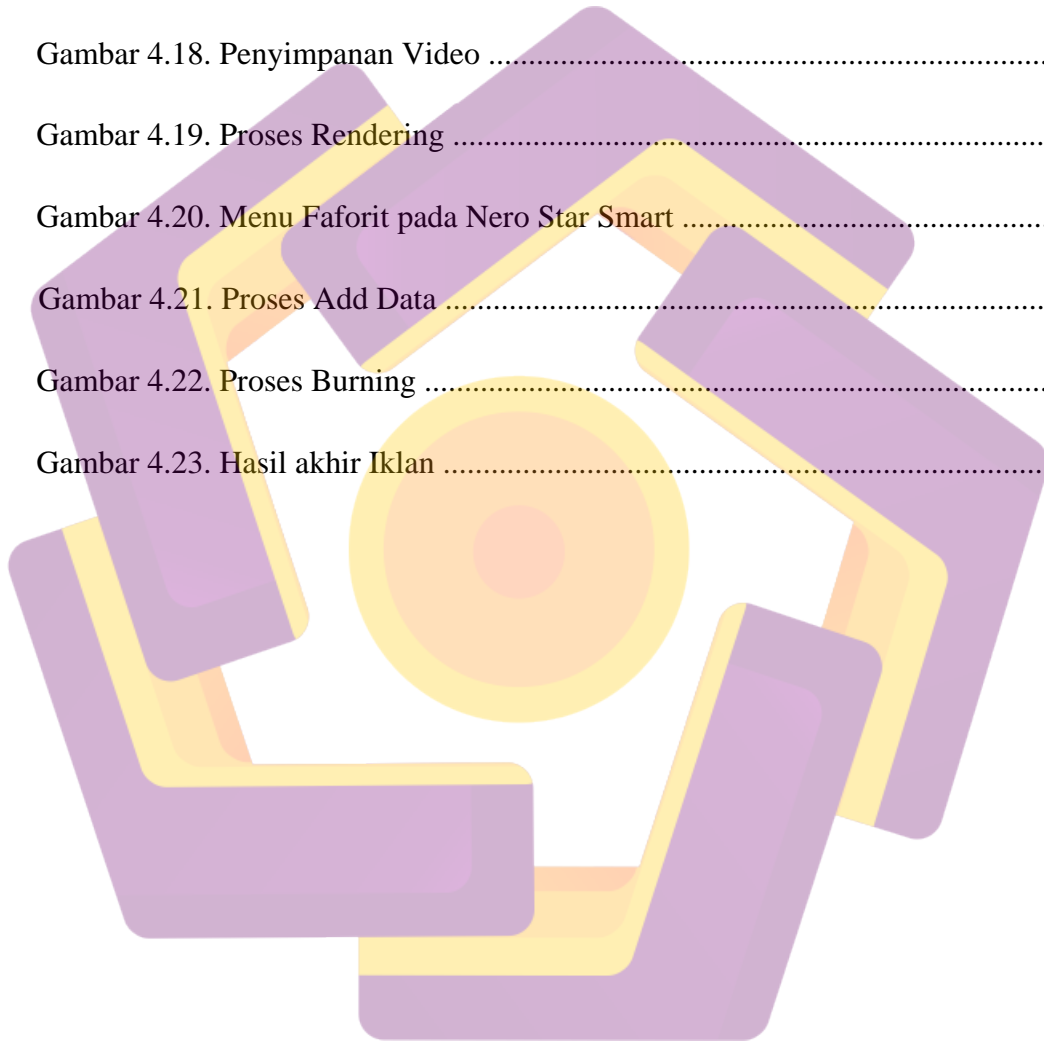 Gambar 4.18. Penyimpanan Video ......................................................................
Gambar 4.19. Proses Rendering ..........................................................................
Gambar 4.20. Menu Faforit pada Nero Star Smart .............................................
Gambar 4.21. Proses Add Data ...........................................................................
Gambar 4.22. Proses Burning ..............................................................................
Gambar 4.23. Hasil akhir Iklan ...........................................................................